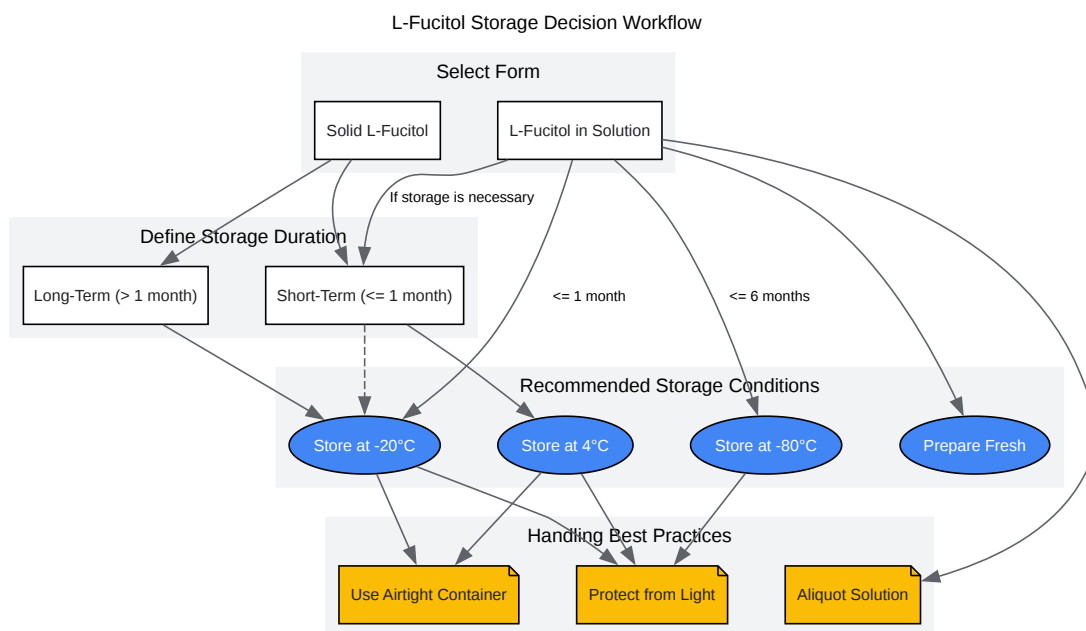 L-Fucitol Storage Decision Workflow
Select Form
Solid L-Fucitol
L-Fucitol in Solution
If storage is necessary
Define Storage Duration
Long-Term (> 1 month)
Short-Term (<= 1 month)
<= 1 month
<= 6 months
Recommended Storage Conditions
Store at -20°C
Store at 4°C
Store at -80°C
Prepare Fresh
Handling Best Practices
Use Airtight Container
Protect from Light
Aliquot Solution